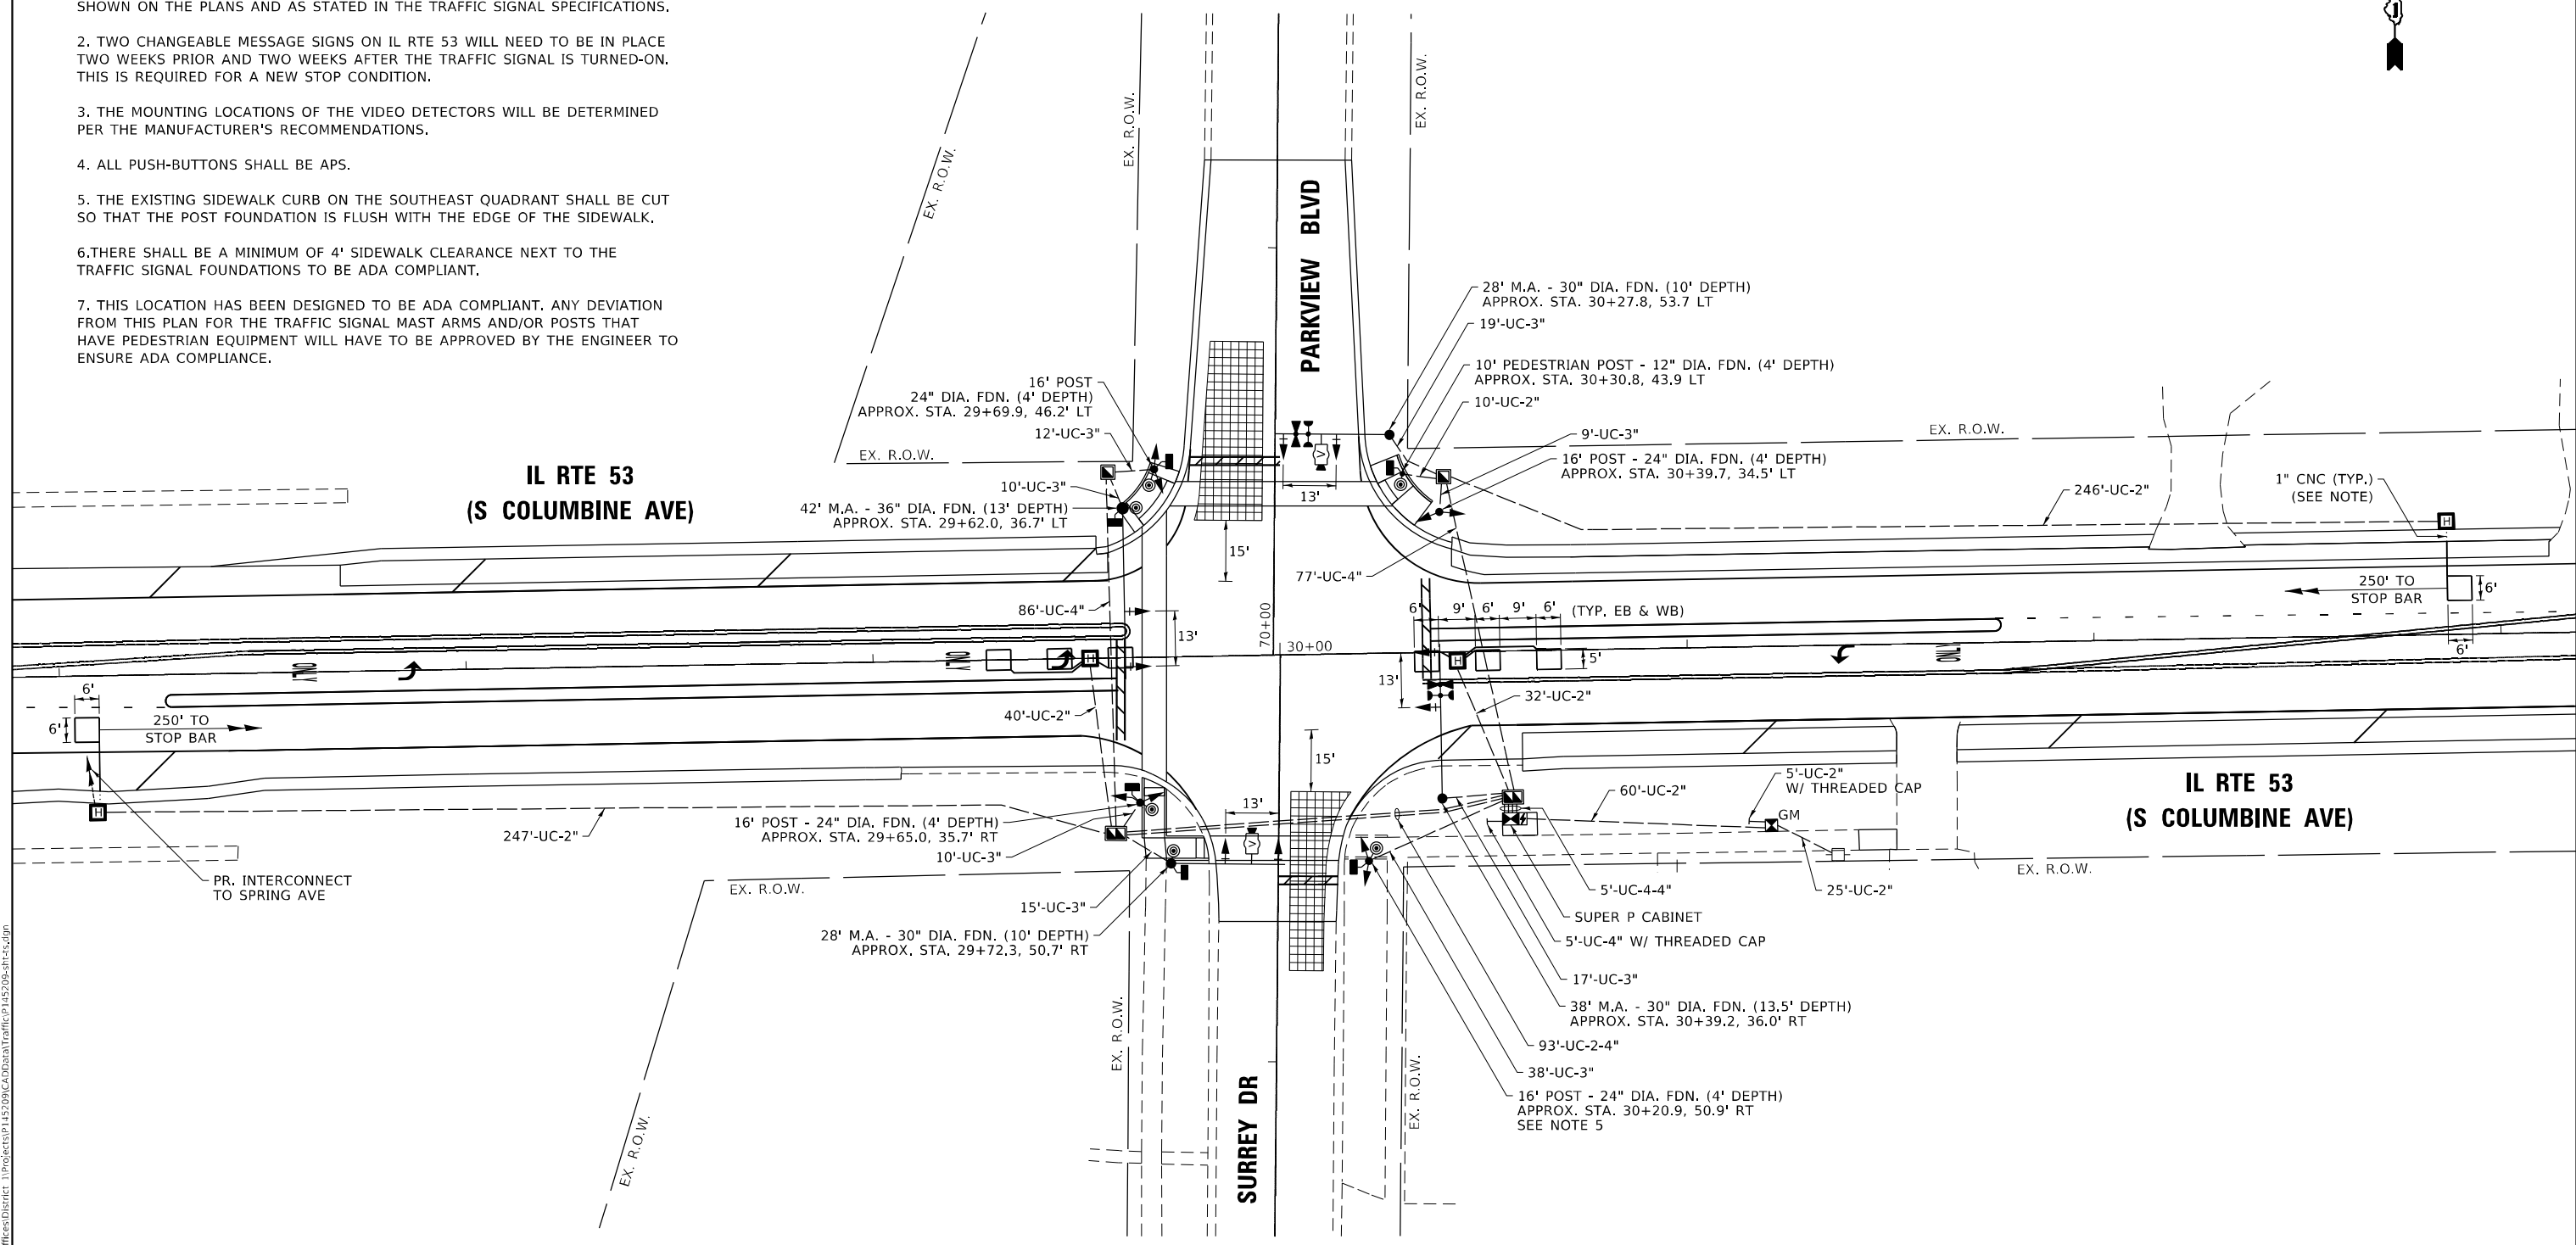 SHOWN ON THE PLANS AND AS STATED IN THE TRAFFIC SIGNAL SPECIFICATIONS.
2. TWO CHANGEABLE MESSAGE SIGNS ON IL RTE 53 WILL NEED TO BE IN PLACE
TWO WEEKS PRIOR AND TWO WEEKS AFTER THE TRAFFIC SIGNAL IS TURNED-ON.
THIS IS REQUIRED FOR A NEW STOP CONDITION.
3. THE MOUNTING LOCATIONS OF THE VIDEO DETECTORS WILL BE DETERMINED
PER THE MANUFACTURER'S RECOMMENDATIONS.
4. ALL PUSH-BUTTONS SHALL BE APS.
5. THE EXISTING SIDEWALK CURB ON THE SOUTHEAST QUADRANT SHALL BE CUT
SO THAT THE POST FOUNDATION IS FLUSH WITH THE EDGE OF THE SIDEWALK.
6.THERE SHALL BE A MINIMUM OF 4' SIDEWALK CLEARANCE NEXT TO THE
TRAFFIC SIGNAL FOUNDATIONS TO BE ADA COMPLIANT.
7. THIS LOCATION HAS BEEN DESIGNED TO BE ADA COMPLIANT. ANY DEVIATION
FROM THIS PLAN FOR THE TRAFFIC SIGNAL MAST ARMS AND/OR POSTS THAT
HAVE PEDESTRIAN EQUIPMENT WILL HAVE TO BE APPROVED BY THE ENGINEER TO
ENSURE ADA COMPLIANCE.
EX. R.O.W.
EX. R.O.W.
EX. R.O.W.
PARKVIEW BLVD
28' M.A. - 30" DIA. FDN. (10' DEPTH)
APPROX. STA. 30+27.8, 53.7 LT
19'-UC-3"
10' PEDESTRIAN POST - 12" DIA. FDN. (4' DEPTH)
APPROX. STA. 30+30.8, 43.9 LT
10'-UC-2"
9'-UC-3"
16' POST - 24" DIA. FDN. (4' DEPTH)
APPROX. STA. 30+39.7, 34.5' LT
16' POST
24" DIA. FDN. (4' DEPTH)
APPROX. STA. 29+69.9, 46.2' LT
12'-UC-3"
EX. R.O.W.
10'-UC-3"
42' M.A. - 36" DIA. FDN. (13' DEPTH)
APPROX. STA. 29+62.0, 36.7' LT
IL RTE 53
(S COLUMBINE AVE)
V
13'
EX. R.O.W.
246'-UC-2"
1" CNC (TYP.)
(SEE NOTE)
H
15'
77'-UC-4"
86'-UC-4"
13'
70+00
30+00
6'
9'
6'
9'
6'
(TYP. EB & WB)
5'
250' TO
STOP BAR
6'
6'
ONLY
ONLY
H
H
ONLY
13'
32'-UC-2"
6'
6'
250' TO
STOP BAR
40'-UC-2"
15'
H
247'-UC-2"
PR. INTERCONNECT
TO SPRING AVE
16' POST - 24" DIA. FDN. (4' DEPTH)
APPROX. STA. 29+65.0, 35.7' RT
10'-UC-3"
13'
V
60'-UC-2"
5'-UC-2"
W/ THREADED CAP
GM
25'-UC-2"
IL RTE 53
(S COLUMBINE AVE)
EX. R.O.W.
EX. R.O.W.
15'-UC-3"
28' M.A. - 30" DIA. FDN. (10' DEPTH)
APPROX. STA. 29+72.3, 50.7' RT
5'-UC-4-4"
SUPER P CABINET
5'-UC-4" W/ THREADED CAP
17'-UC-3"
38' M.A. - 30" DIA. FDN. (13.5' DEPTH)
APPROX. STA. 30+39.2, 36.0' RT
93'-UC-2-4"
38'-UC-3"
16' POST - 24" DIA. FDN. (4' DEPTH)
APPROX. STA. 30+20.9, 50.9' RT
SEE NOTE 5
EX. R.O.W.
EX. R.O.W.
EX. R.O.W.
SURREY DR